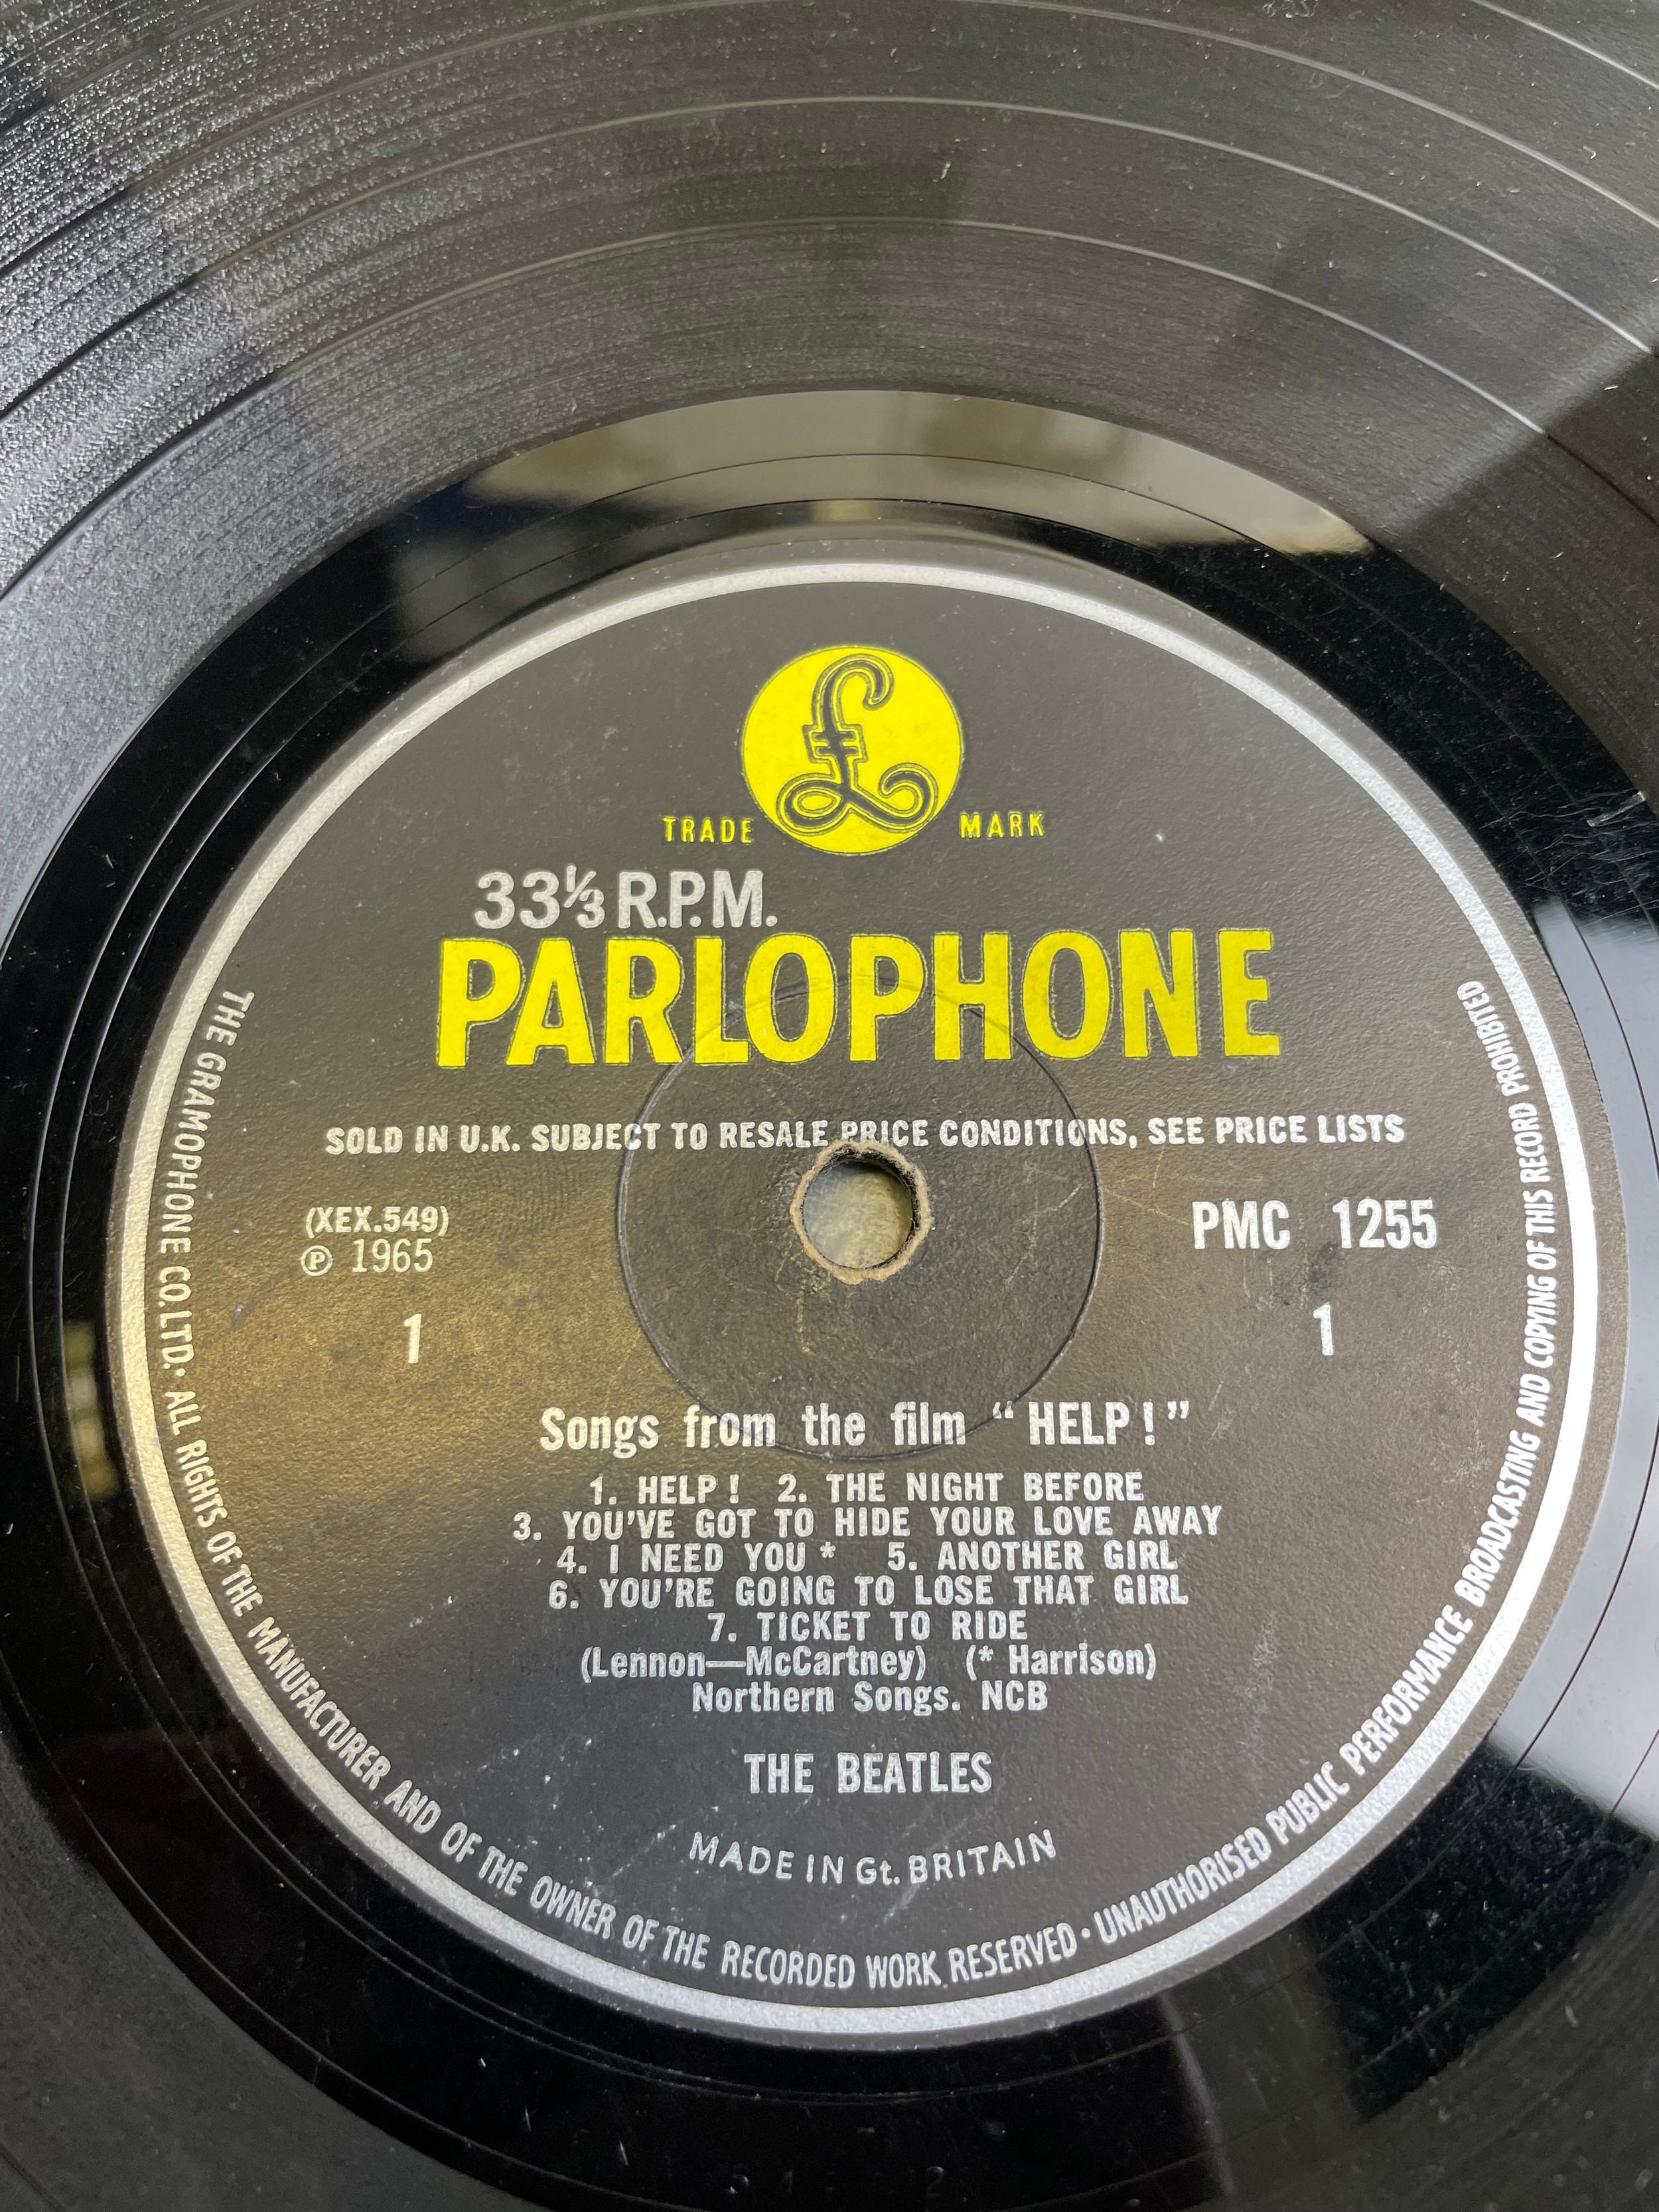 £
TRADE MARK
33⅓ R.P.M.
PARLOPHONE
SOLD IN U.K. SUBJECT TO RESALE PRICE CONDITIONS, SEE PRICE LISTS
(XEX.549)
℗ 1965
PMC 1255
1
1
Songs from the film “HELP!”
1. HELP! 2. THE NIGHT BEFORE
3. YOU'VE GOT TO HIDE YOUR LOVE AWAY
4. I NEED YOU * 5. ANOTHER GIRL
6. YOU'RE GOING TO LOSE THAT GIRL
7. TICKET TO RIDE
(Lennon—McCartney) (* Harrison)
Northern Songs. NCB
THE BEATLES
MADE IN Gt. BRITAIN
THE GRAMOPHONE CO. LTD. • ALL RIGHTS OF THE MANUFACTURER AND OF THE OWNER OF THE RECORDED WORK RESERVED • UNAUTHORISED PUBLIC PERFORMANCE BROADCASTING AND COPYING OF THIS RECORD PROHIBITED